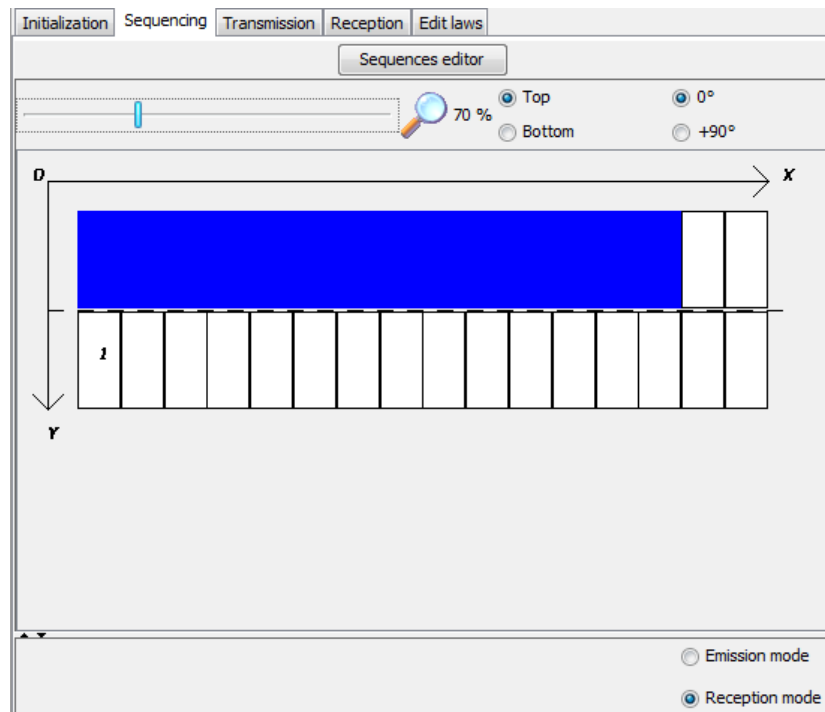 Initialization Sequencing Transmission Reception Edit laws
Sequences editor
70 % Top 0°
Bottom +90°
O X
1
Y
Emission mode
Reception mode